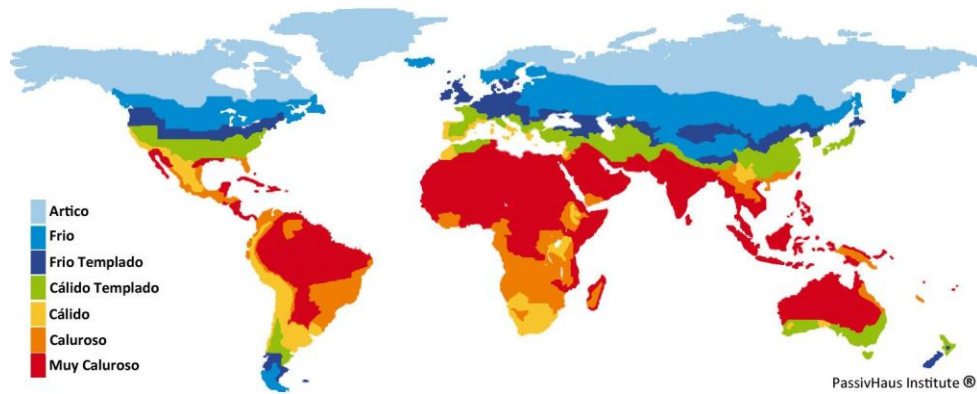 Artico
Frio
Frio Templado
Cálido Templado
Cálido
Caluroso
Muy Caluroso
PassivHaus Institute ®